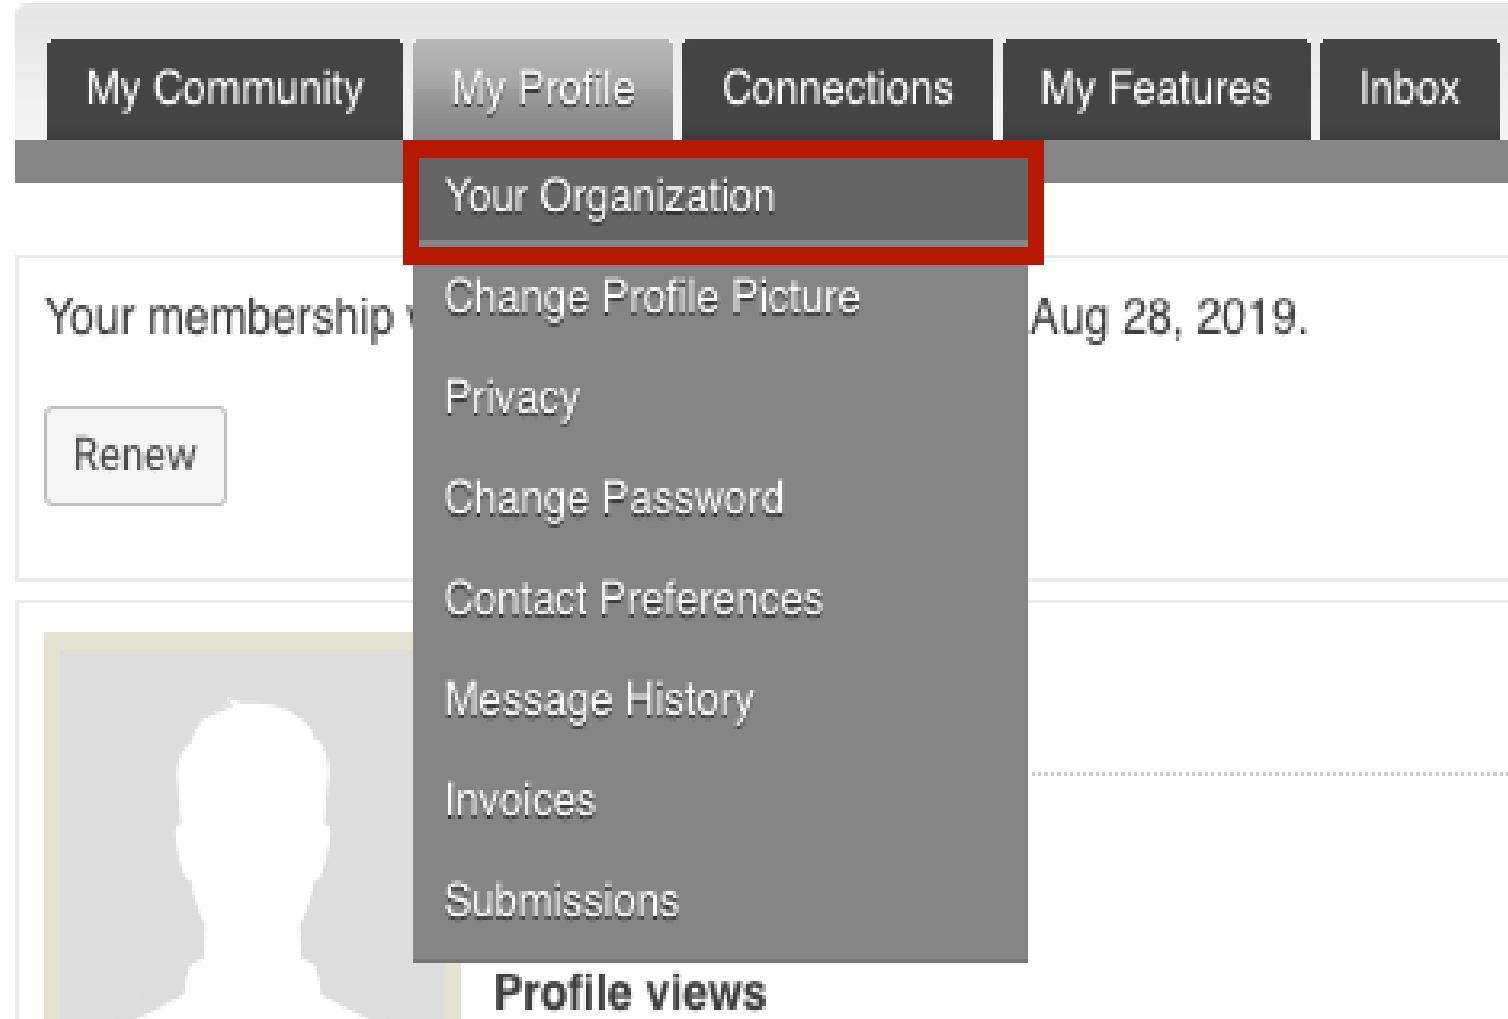 My Community My Profile Connections My Features Inbox
Your Organization
Change Profile Picture
Your membership Aug 28, 2019.
Privacy
Renew
Change Password
Contact Preferences
Message History
Invoices
Submissions
Profile views